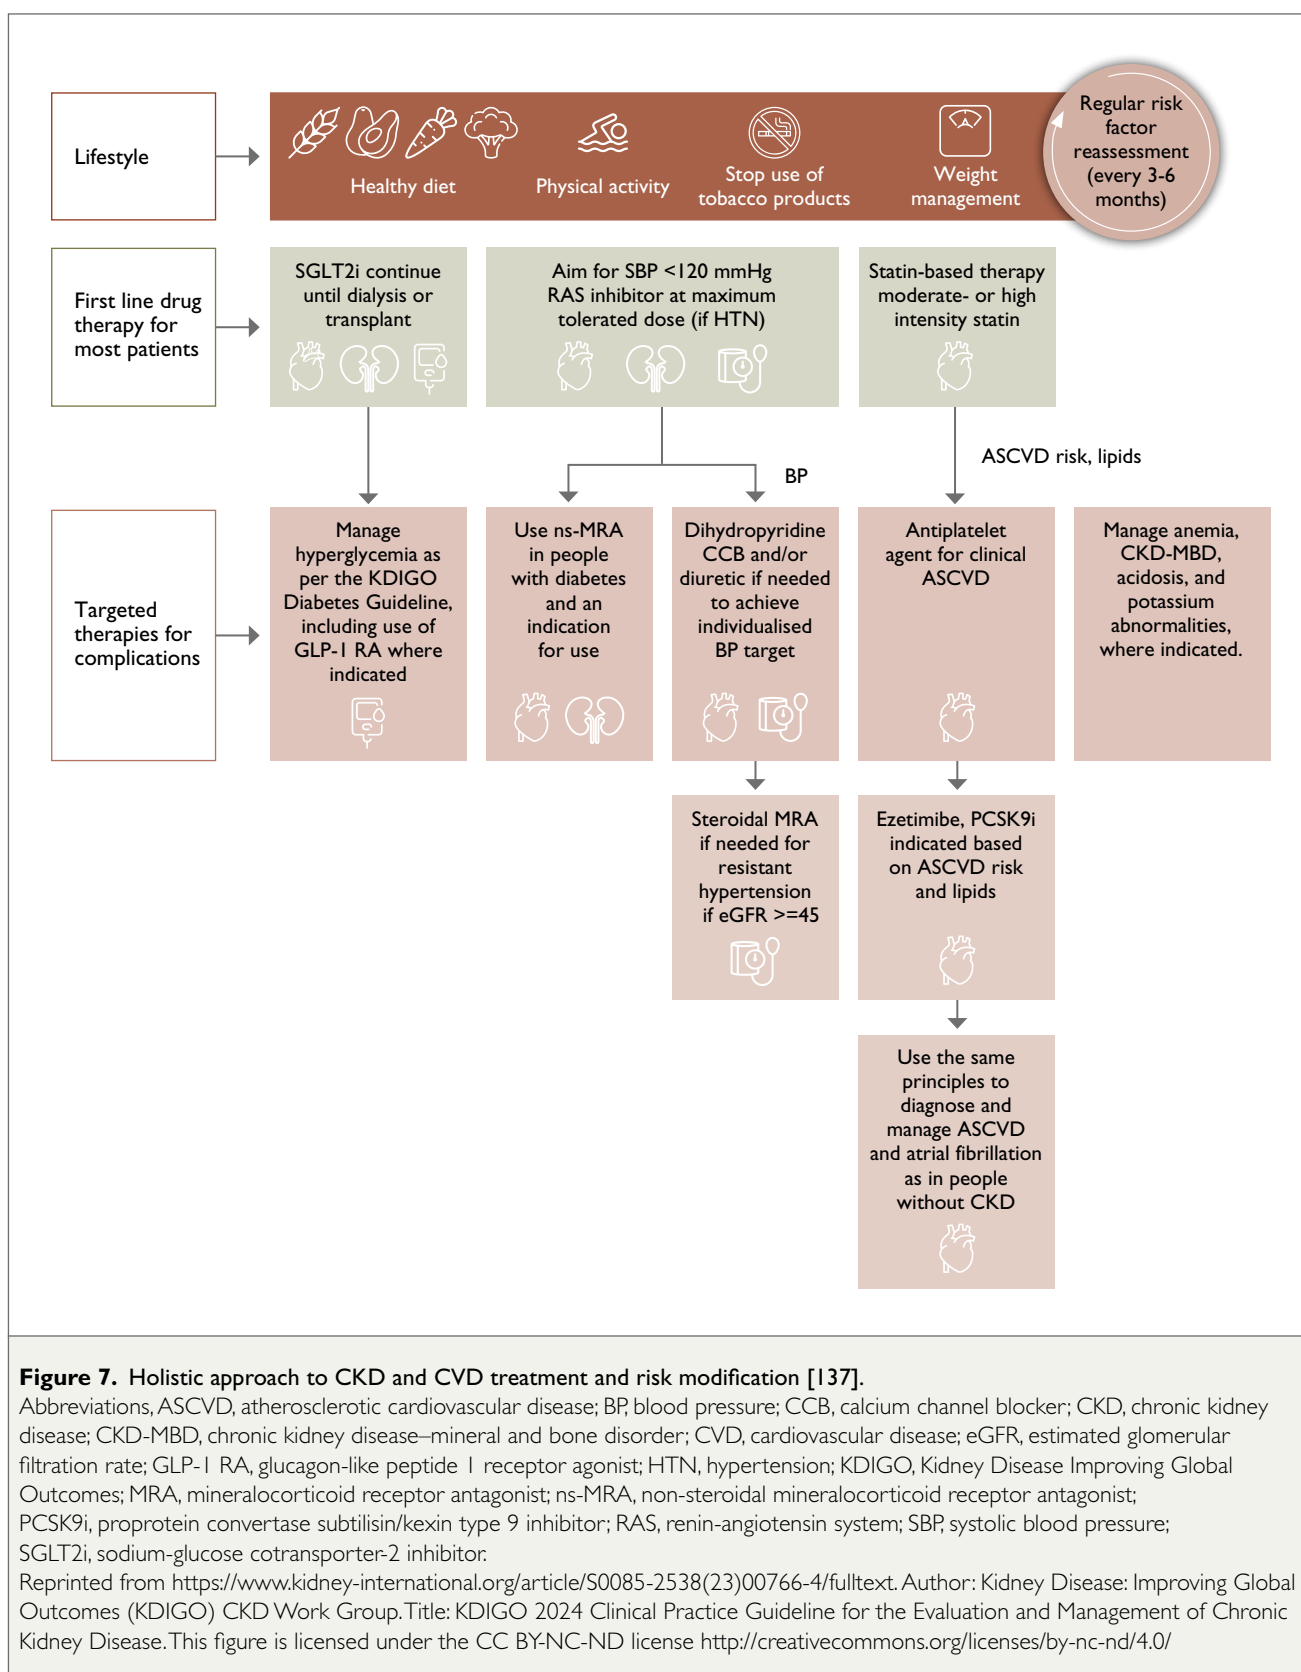 Lifestyle
Healthy diet
Physical activity
Stop use of
tobacco products
Weight
management
Regular risk
factor
reassessment
(every 3-6
months)
First line drug
therapy for
most patients
SGLT2i continue
until dialysis or
transplant
Aim for SBP <120 mmHg
RAS inhibitor at maximum
tolerated dose (if HTN)
Statin-based therapy
moderate- or high
intensity statin
BP
ASCVD risk, lipids
Targeted
therapies for
complications
Manage
hyperglycemia as
per the KDIGO
Diabetes Guideline,
including use of
GLP-1 RA where
indicated
Use ns-MRA
in people
with diabetes
and an
indication
for use
Dihydropyridine
CCB and/or
diuretic if needed
to achieve
individualised
BP target
Antiplatelet
agent for clinical
ASCVD
Manage anemia,
CKD-MBD,
acidosis, and
potassium
abnormalities,
where indicated.
Steroidal MRA
if needed for
resistant
hypertension
if eGFR >=45
Ezetimibe, PCSK9i
indicated based
on ASCVD risk
and lipids
Use the same
principles to
diagnose and
manage ASCVD
and atrial fibrillation
as in people
without CKD
Figure 7. Holistic approach to CKD and CVD treatment and risk modification [137].
Abbreviations, ASCVD, atherosclerotic cardiovascular disease; BP, blood pressure; CCB, calcium channel blocker; CKD, chronic kidney
disease; CKD-MBD, chronic kidney disease–mineral and bone disorder; CVD, cardiovascular disease; eGFR, estimated glomerular
filtration rate; GLP-1 RA, glucagon-like peptide 1 receptor agonist; HTN, hypertension; KDIGO, Kidney Disease Improving Global
Outcomes; MRA, mineralocorticoid receptor antagonist; ns-MRA, non-steroidal mineralocorticoid receptor antagonist;
PCSK9i, proprotein convertase subtilisin/kexin type 9 inhibitor; RAS, renin-angiotensin system; SBP, systolic blood pressure;
SGLT2i, sodium-glucose cotransporter-2 inhibitor.
Reprinted from https://www.kidney-international.org/article/S0085-2538(23)00766-4/fulltext. Author: Kidney Disease: Improving Global
Outcomes (KDIGO) CKD Work Group. Title: KDIGO 2024 Clinical Practice Guideline for the Evaluation and Management of Chronic
Kidney Disease. This figure is licensed under the CC BY-NC-ND license http://creativecommons.org/licenses/by-nc-nd/4.0/